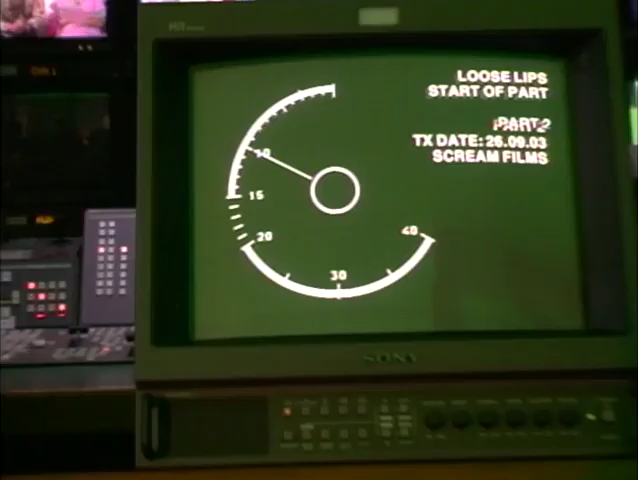 LOOSE LIPS
START OF PART
PART 2
TX DATE: 26.09.03
SCREAM FILMS
10
15
20
40
30
SONY